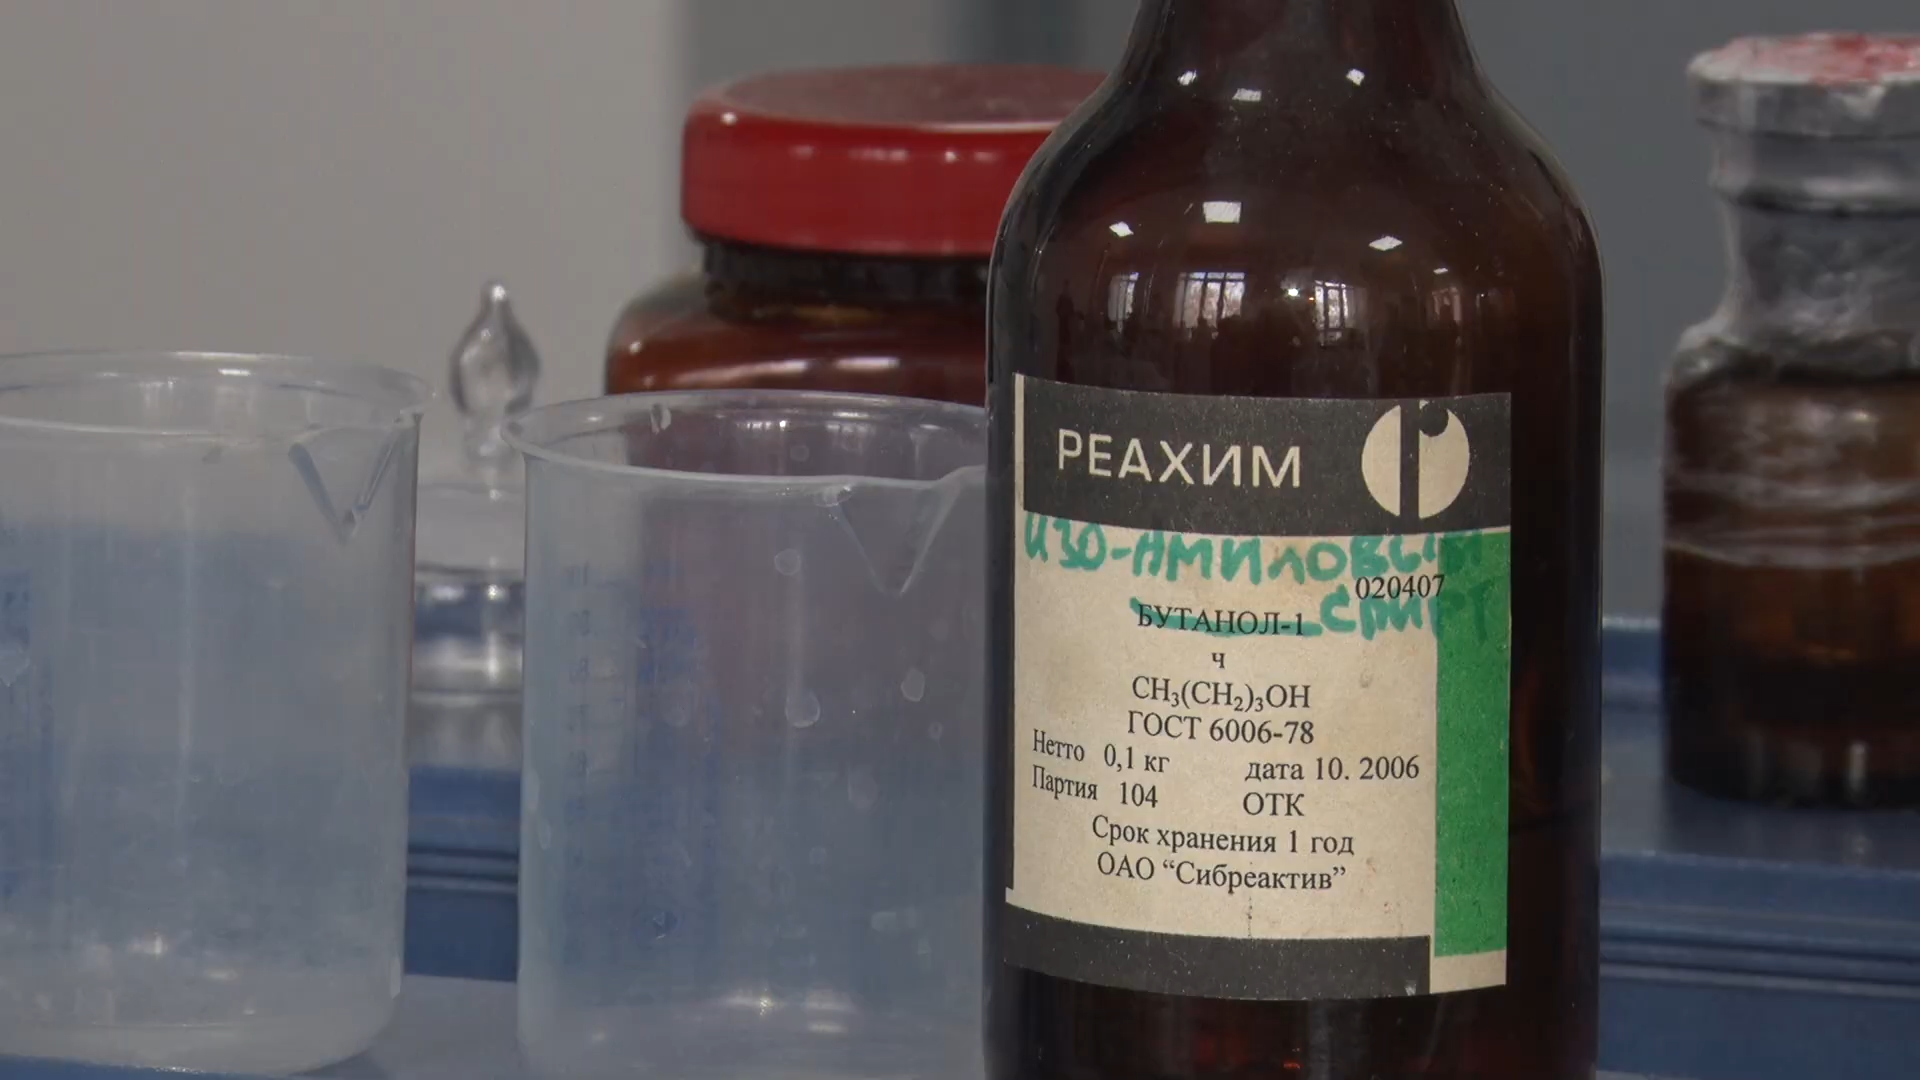 РЕАХИМ
ИЗО-АМИЛОВЫЙ
020407
СПИРТ
БУТАНОЛ-1
ч
CH₃(CH₂)₃OH
ГОСТ 6006-78
Нетто 0,1 кг дата 10. 2006
Партия 104 ОТК
Срок хранения 1 год
ОАО “Сибреактив”